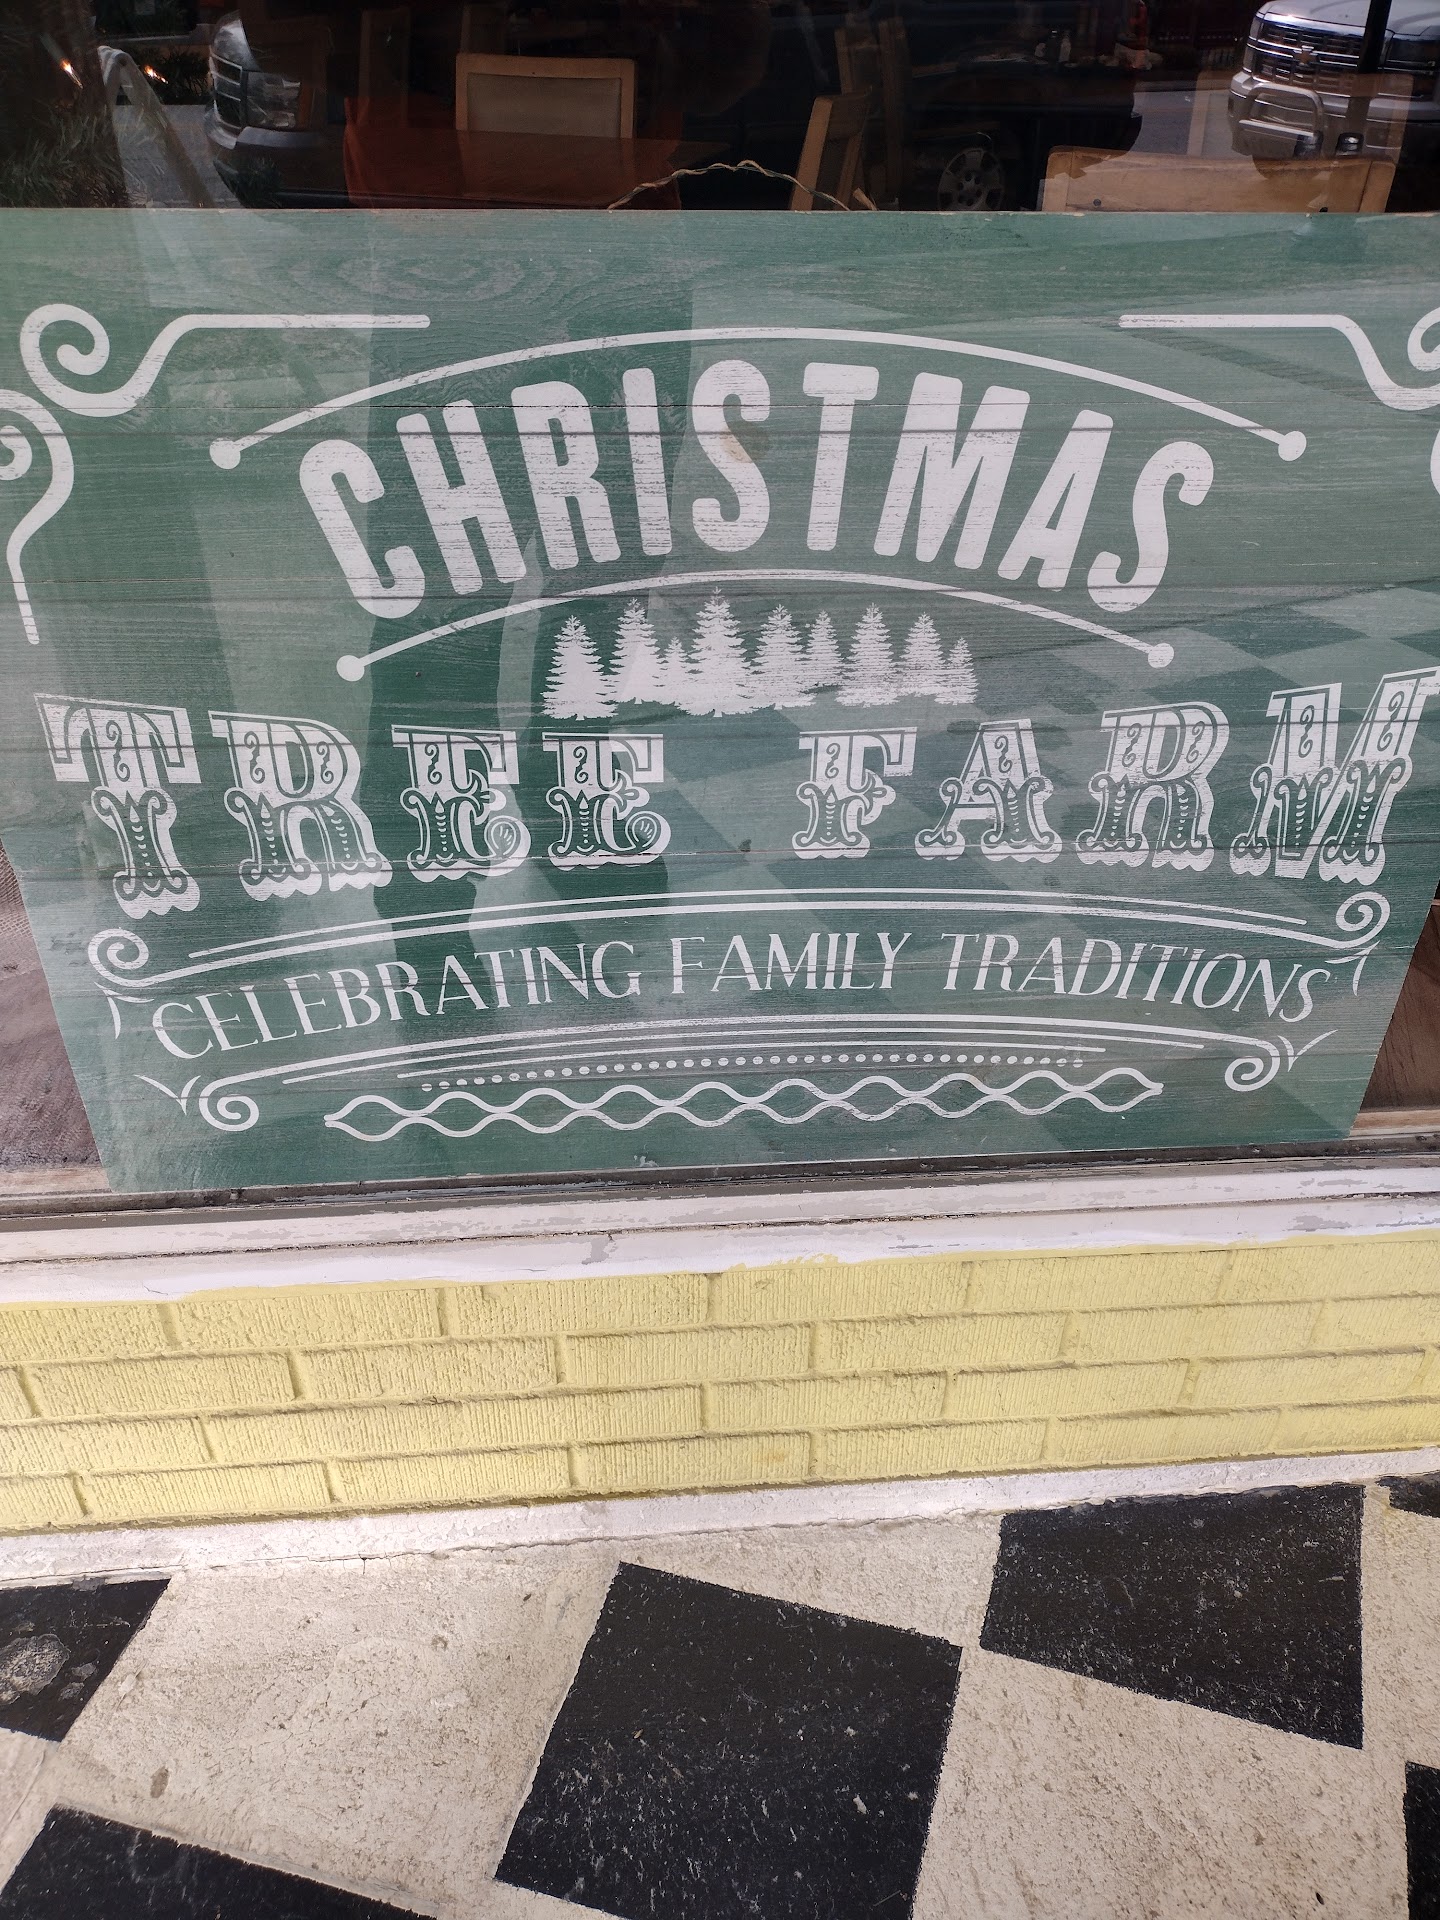 CHRISTMAS
TREE FARM
CELEBRATING FAMILY TRADITIONS